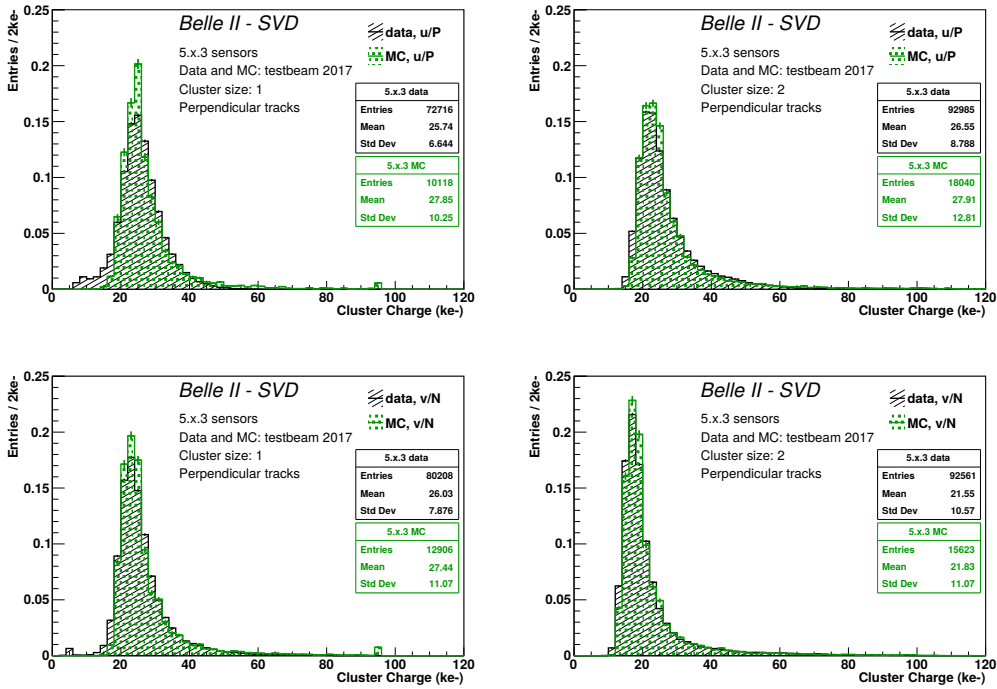 Entries / 2ke-
0.25
0.2
0.15
0.1
0.05
0
Belle II - SVD
5.x.3 sensors
Data and MC: testbeam 2017
Cluster size: 1
Perpendicular tracks
data, u/P
MC, u/P
5.x.3 data
Entries 72716
Mean 25.74
Std Dev 6.644
5.x.3 MC
Entries 10118
Mean 27.85
Std Dev 10.25
0 20 40 60 80 100 120
Cluster Charge (ke-)
Entries / 2ke-
0.25
0.2
0.15
0.1
0.05
0
Belle II - SVD
5.x.3 sensors
Data and MC: testbeam 2017
Cluster size: 2
Perpendicular tracks
data, u/P
MC, u/P
5.x.3 data
Entries 92985
Mean 26.55
Std Dev 8.788
5.x.3 MC
Entries 18040
Mean 27.91
Std Dev 12.81
0 20 40 60 80 100 120
Cluster Charge (ke-)
Entries / 2ke-
0.25
0.2
0.15
0.1
0.05
0
Belle II - SVD
5.x.3 sensors
Data and MC: testbeam 2017
Cluster size: 1
Perpendicular tracks
data, v/N
MC, v/N
5.x.3 data
Entries 80208
Mean 26.03
Std Dev 7.876
5.x.3 MC
Entries 12906
Mean 27.44
Std Dev 11.07
0 20 40 60 80 100 120
Cluster Charge (ke-)
Entries / 2ke-
0.25
0.2
0.15
0.1
0.05
0
Belle II - SVD
5.x.3 sensors
Data and MC: testbeam 2017
Cluster size: 2
Perpendicular tracks
data, v/N
MC, v/N
5.x.3 data
Entries 92561
Mean 21.55
Std Dev 10.57
5.x.3 MC
Entries 15623
Mean 21.83
Std Dev 11.07
0 20 40 60 80 100 120
Cluster Charge (ke-)